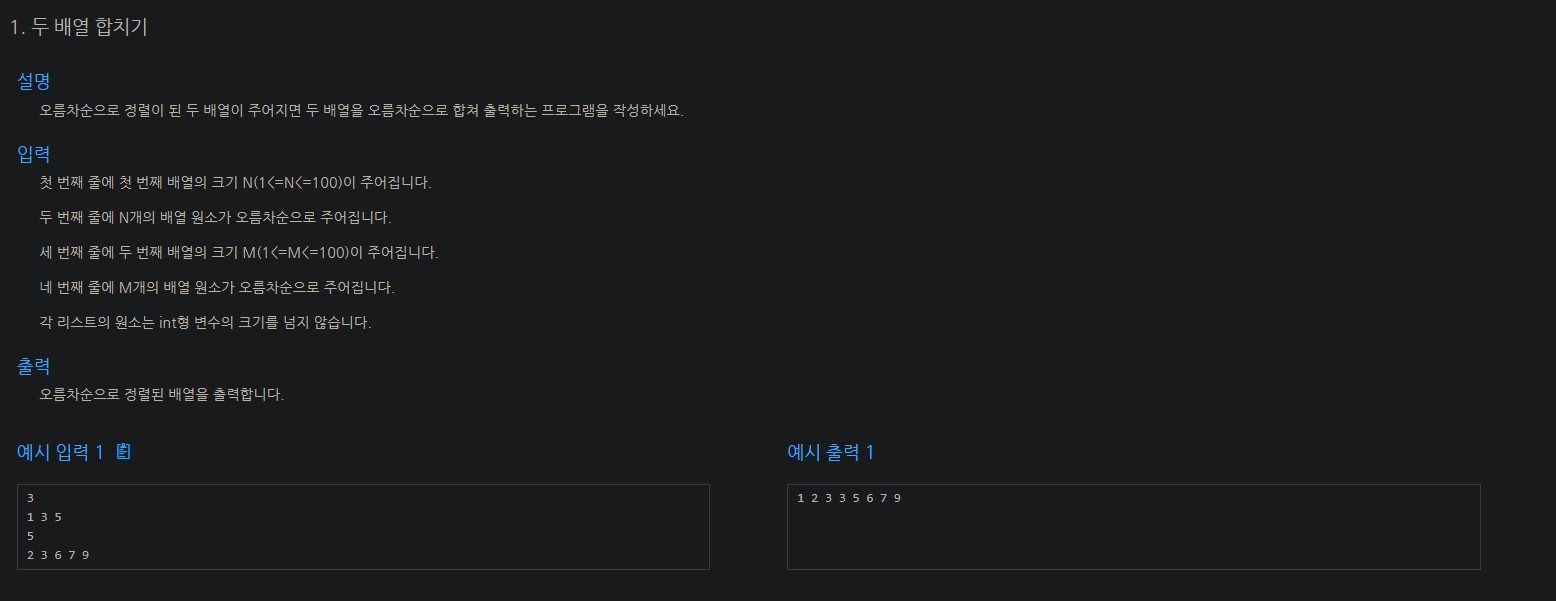 1. 두 배열 합치기
설명
오름차순으로 정렬이 된 두 배열이 주어지면 두 배열을 오름차순으로 합쳐 출력하는 프로그램을 작성하세요.
입력
첫 번째 줄에 첫 번째 배열의 크기 N(1<=N<=100)이 주어집니다.
두 번째 줄에 N개의 배열 원소가 오름차순으로 주어집니다.
세 번째 줄에 두 번째 배열의 크기 M(1<=M<=100)이 주어집니다.
네 번째 줄에 M개의 배열 원소가 오름차순으로 주어집니다.
각 리스트의 원소는 int형 변수의 크기를 넘지 않습니다.
출력
오름차순으로 정렬된 배열을 출력합니다.
예시 입력 1
3
1 3 5
5
2 3 6 7 9
예시 출력 1
1 2 3 3 5 6 7 9